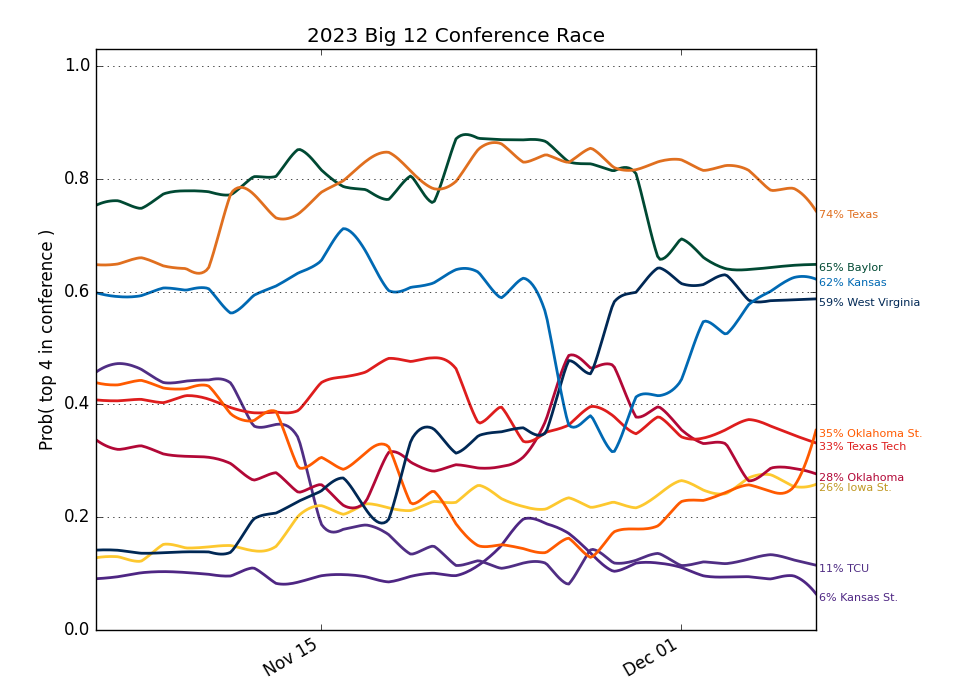 2023 Big 12 Conference Race
Prob( top 4 in conference )
1.0
0.8
0.6
0.4
0.2
0.0
Nov 15
Dec 01
74% Texas
65% Baylor
62% Kansas
59% West Virginia
35% Oklahoma St.
33% Texas Tech
28% Oklahoma
26% Iowa St.
11% TCU
6% Kansas St.